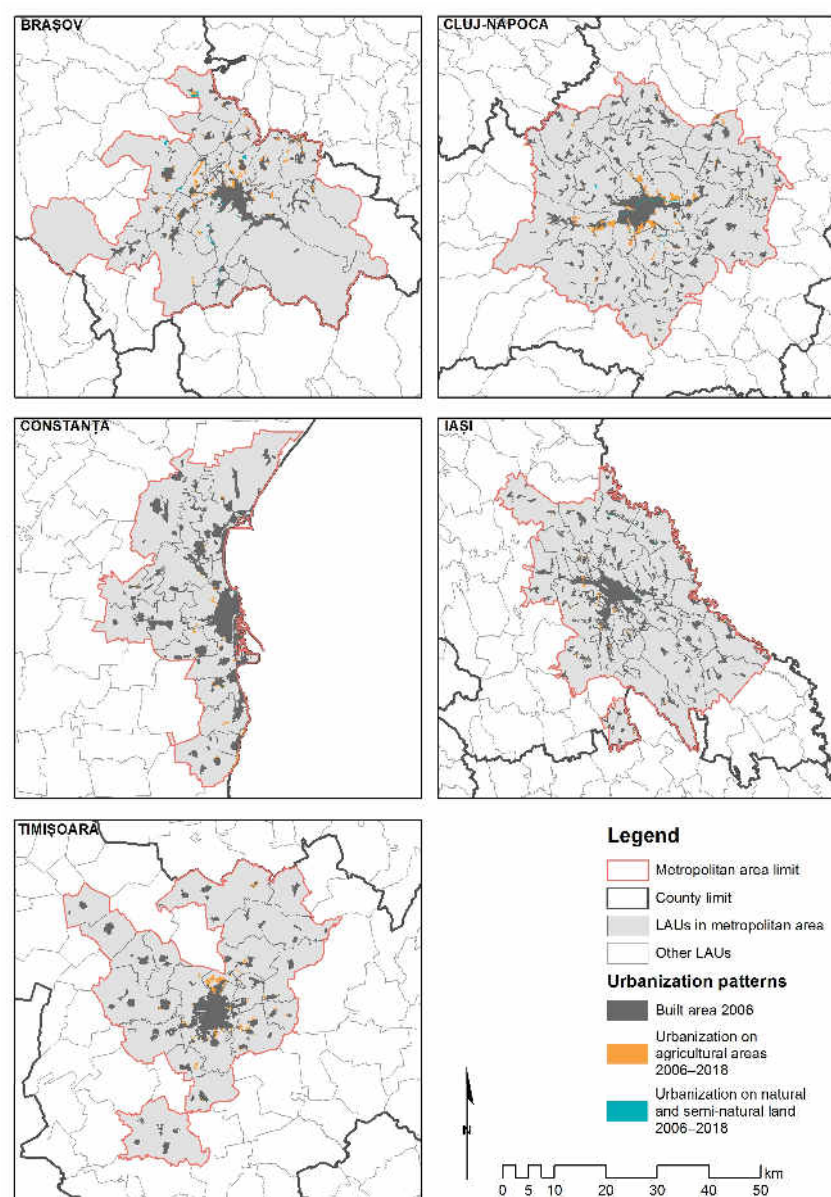 BRAȘOV
CLUJ-NAPOCA
CONSTANȚA
IAȘI
TIMIȘOARA
Legend
Metropolitan area limit
County limit
LAUs in metropolitan area
Other LAUs
Urbanization patterns
Built area 2006
Urbanization on
agricultural areas
2006–2018
Urbanization on natural
and semi-natural land
2006–2018
N
km
0 5 10 20 30 40 50